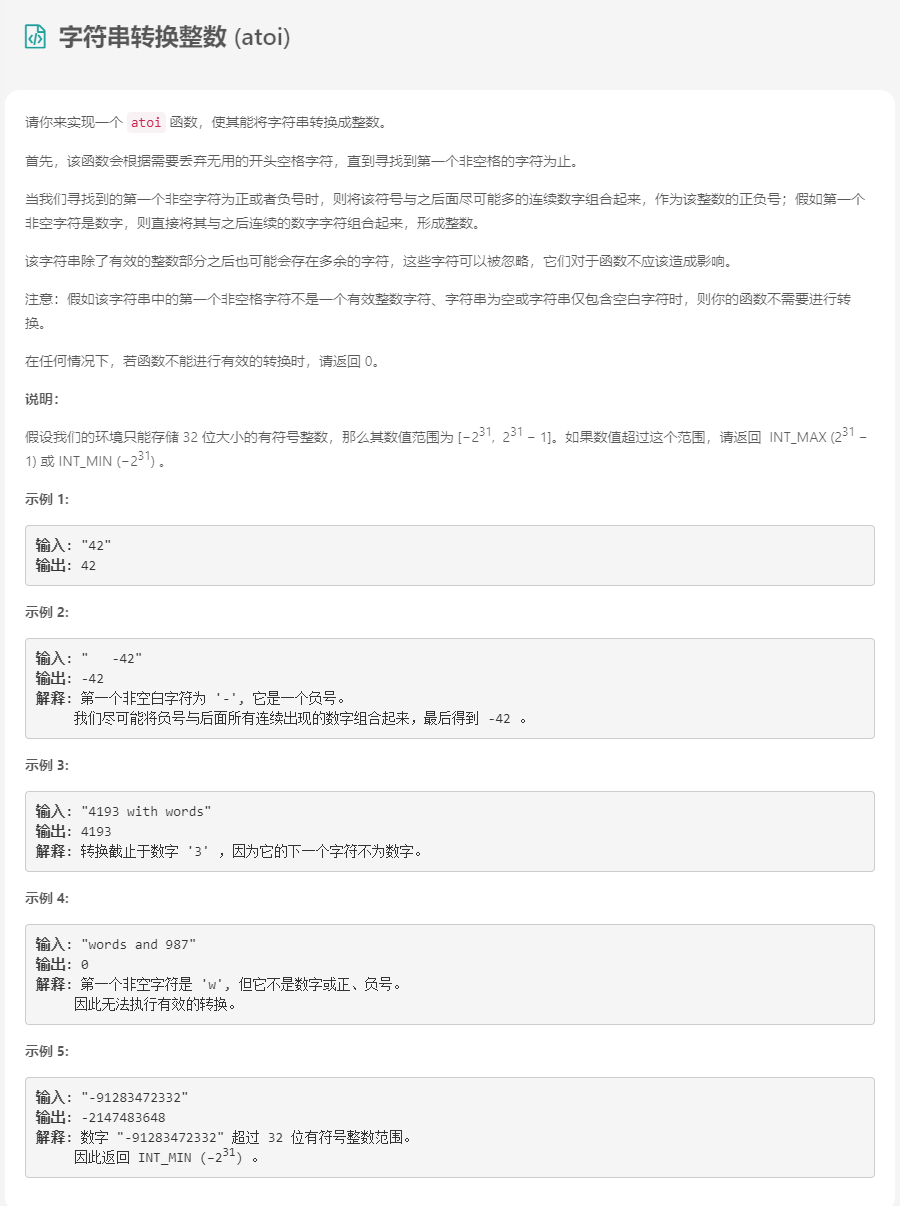 字符串转换整数 (atoi)
请你来实现一个 atoi 函数，使其能将字符串转换成整数。
首先，该函数会根据需要丢弃无用的开头空格字符，直到寻找到第一个非空格的字符为止。
当我们寻找到的第一个非空字符为正或者负号时，则将该符号与之后面尽可能多的连续数字组合起来，作为该整数的正负号；假如第一个
非空字符是数字，则直接将其与之后连续的数字字符组合起来，形成整数。
该字符串除了有效的整数部分之后也可能会存在多余的字符，这些字符可以被忽略，它们对于函数不应该造成影响。
注意：假如该字符串中的第一个非空格字符不是一个有效整数字符、字符串为空或字符串仅包含空白字符时，则你的函数不需要进行转
换。
在任何情况下，若函数不能进行有效的转换时，请返回 0。
说明：
假设我们的环境只能存储 32 位大小的有符号整数，那么其数值范围为 [−2³¹, 2³¹ − 1]。如果数值超过这个范围，请返回 INT_MAX (2³¹ −
1) 或 INT_MIN (−2³¹) 。
示例 1:
输入: "42"
输出: 42
示例 2:
输入: "   -42"
输出: -42
解释: 第一个非空白字符为 '-', 它是一个负号。
我们尽可能将负号与后面所有连续出现的数字组合起来，最后得到 -42 。
示例 3:
输入: "4193 with words"
输出: 4193
解释: 转换截止于数字 '3' ，因为它的下一个字符不为数字。
示例 4:
输入: "words and 987"
输出: 0
解释: 第一个非空字符是 'w', 但它不是数字或正、负号。
因此无法执行有效的转换。
示例 5:
输入: "-91283472332"
输出: -2147483648
解释: 数字 "-91283472332" 超过 32 位有符号整数范围。
因此返回 INT_MIN (−2³¹) 。